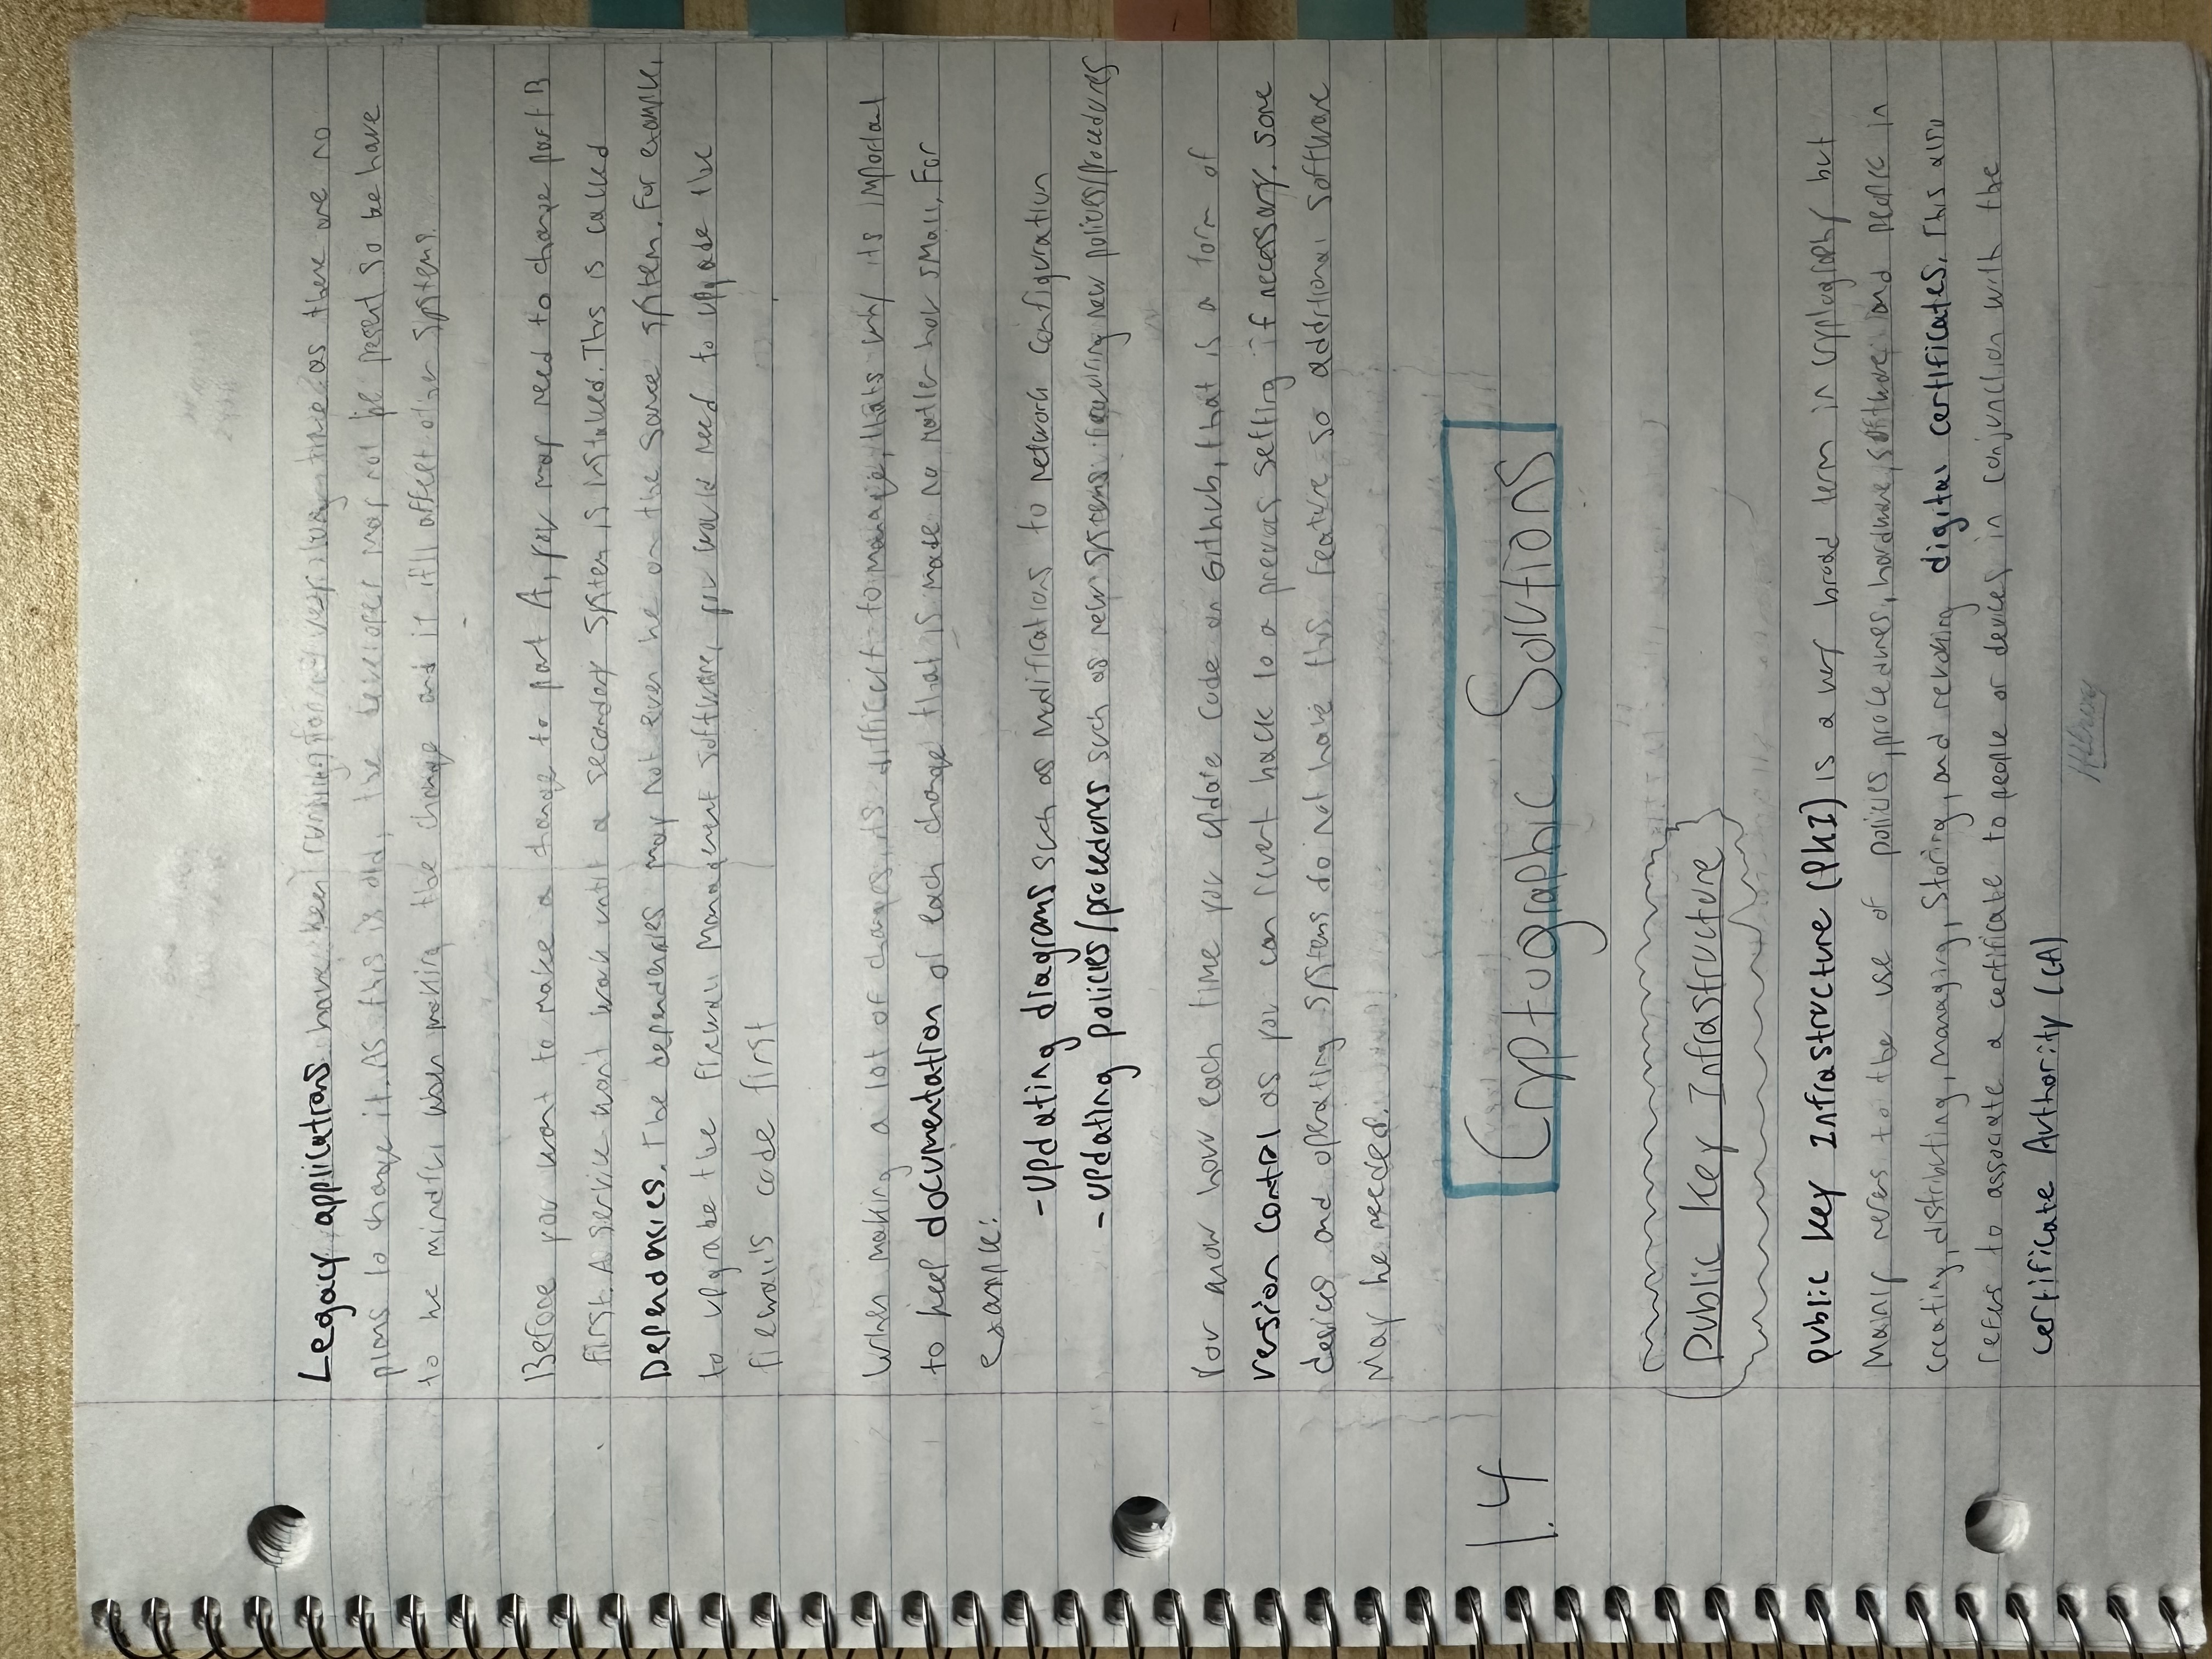 Legacy applications have been running for a very long time as there are no
plans to change it. As this is old, the developer may not be present so be have
to be mindful when making the change and if it'll affect other systems.
Before you want to make a change to part A, you may need to change part B
first. A service won't work until a secondary system is installed. This is called
Dependencies. The dependencies may not even be on the same system. For example,
to upgrade the firewall management software, you would need to upgrade the
firewall's code first
When making a lot of changes, its difficult to manage, thats why its important
to keep documentation of each change that is made no matter how small. For
example:
-updating diagrams such as modifications to network configuration
-updating policies/procedures such as new systems requiring new policies/procedures
You know how each time you update code on Github, that is a form of
version control as you can revert back to a previous setting if necessary. some
devices and operating systems do not have this feature so additional software
may be needed.
1.4 Cryptographic Solutions
Public Key Infrastructure
public key Infrastructure (PKI) is a very broad term in cryptography but
mainly refers to the use of policies, procedures, hardware, software and people in
creating, distributing, managing, storing, and revoking digital certificates. This also
refers to associate a certificate to people or devices in conjunction with the
certificate Authority (CA)